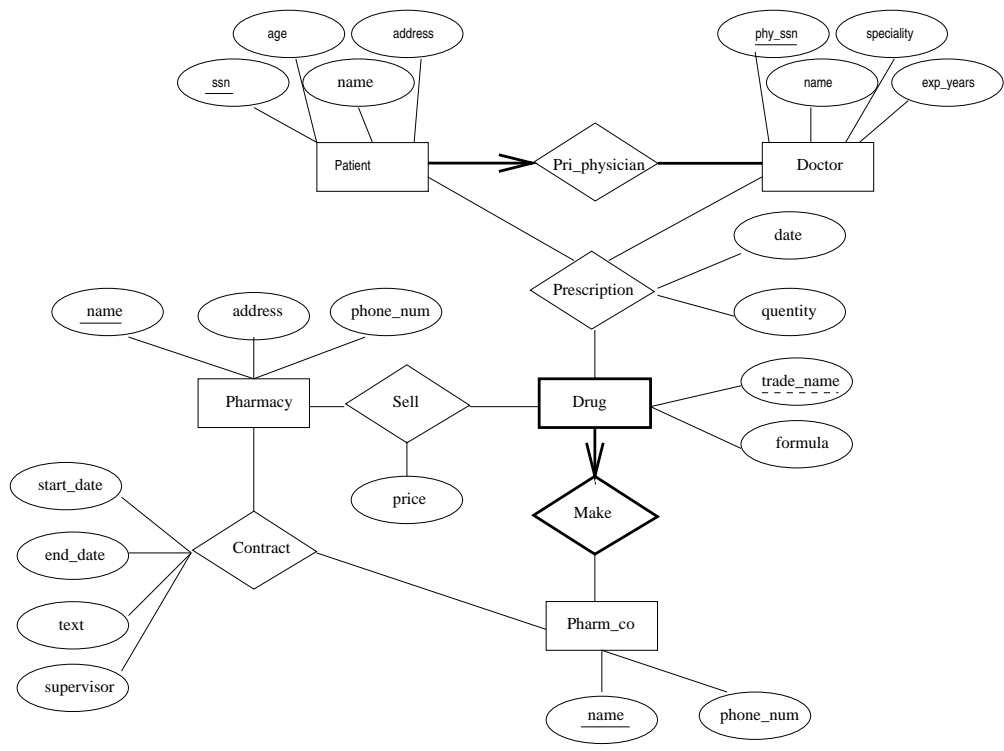 age
address
phy_ssn
speciality
ssn
name
name
exp_years
Patient
Pri_physician
Doctor
date
Prescription
name
address
phone_num
quentity
trade_name
Pharmacy
Sell
Drug
formula
start_date
price
Make
end_date
Contract
text
Pharm_co
supervisor
name
phone_num